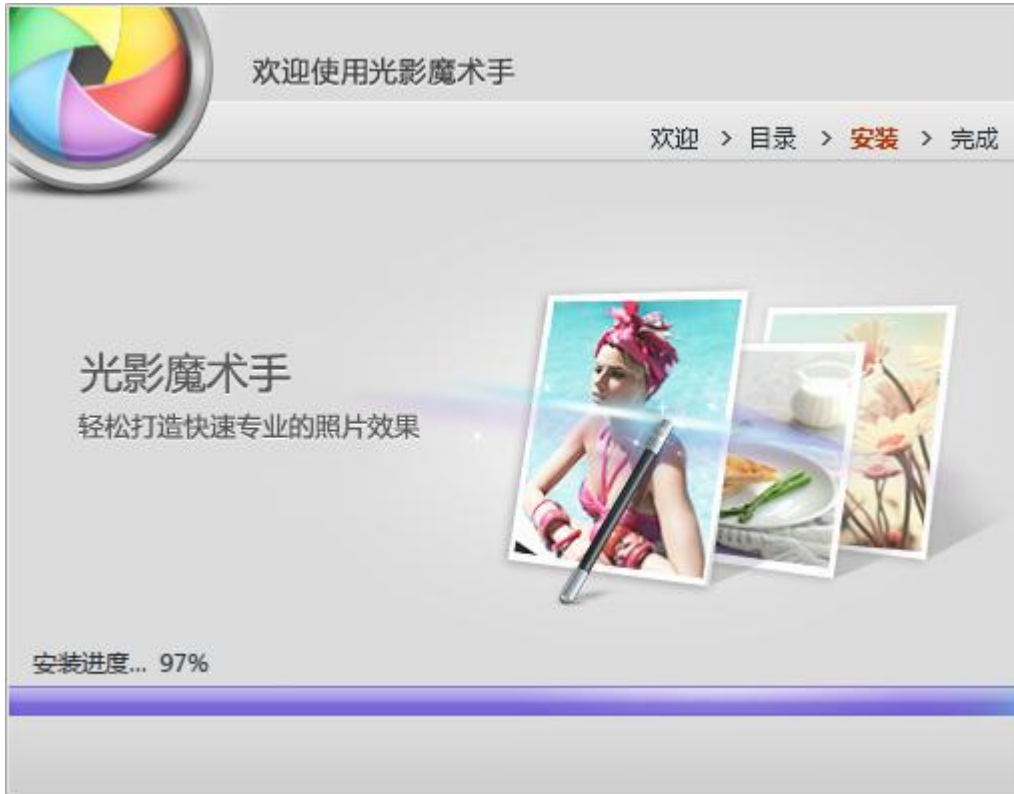 欢迎使用光影魔术手
欢迎 > 目录 > 安装 > 完成
光影魔术手
轻松打造快速专业的照片效果
安装进度... 97%